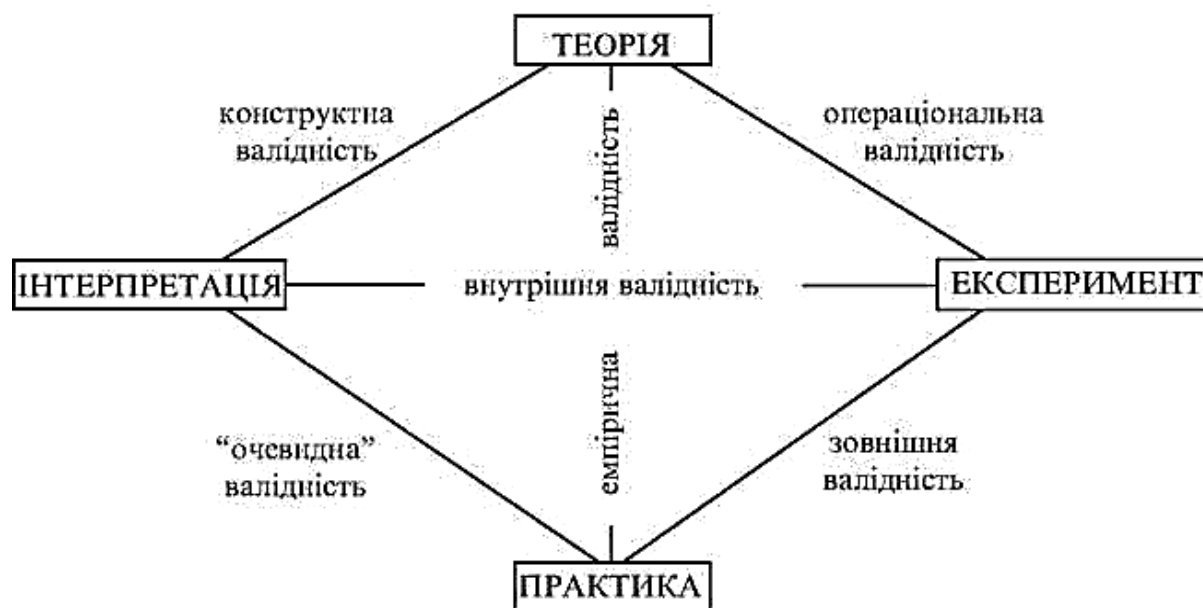 ТЕОРІЯ
конструктна
валідність
операціональна
валідність
емпірична валідність
ІНТЕРПРЕТАЦІЯ
внутрішня валідність
ЕКСПЕРИМЕНТ
“очевидна”
валідність
зовнішня
валідність
ПРАКТИКА